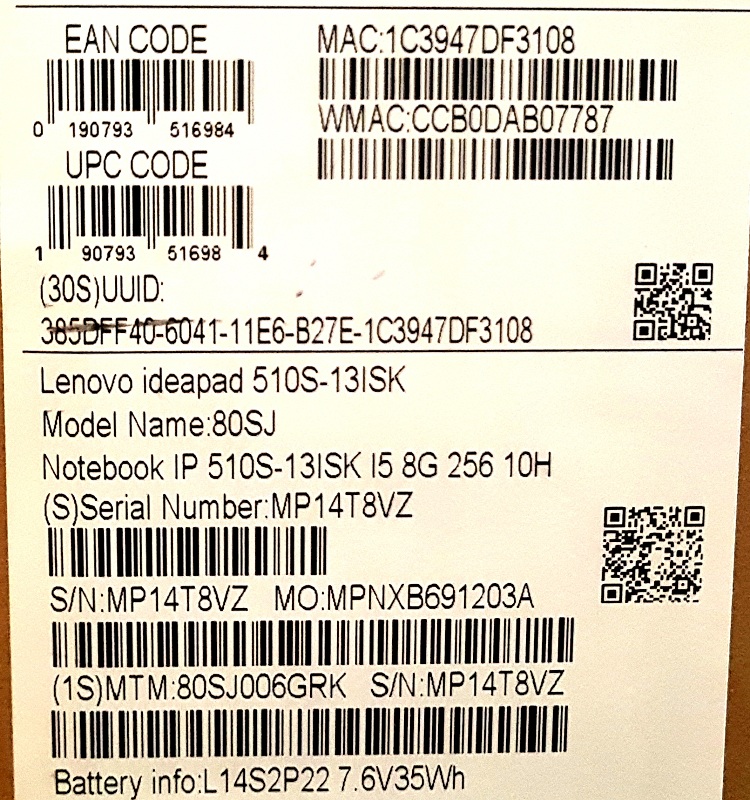 EAN CODE
0 190793 516984
UPC CODE
1 90793 51698 4
MAC:1C3947DF3108
WMAC:CCB0DAB07787
(30S)UUID:
385DFF40-6041-11E6-B27E-1C3947DF3108
Lenovo ideapad 510S-13ISK
Model Name:80SJ
Notebook IP 510S-13ISK I5 8G 256 10H
(S)Serial Number:MP14T8VZ
S/N:MP14T8VZ MO:MPNXB691203A
(1S)MTM:80SJ006GRK S/N:MP14T8VZ
Battery info:L14S2P22 7.6V35Wh